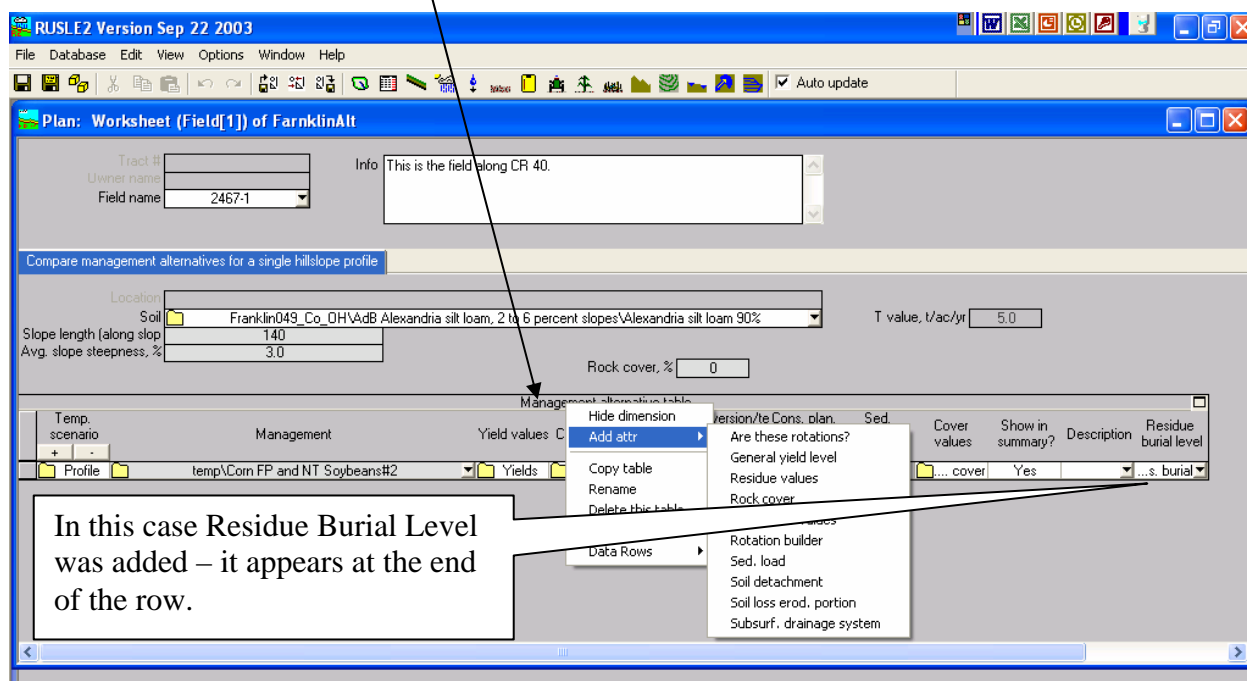 RUSLE2 Version Sep 22 2003
File Database Edit View Options Window Help
Auto update
Plan: Worksheet (Field[1]) of FarnklinAlt
Tract #
Owner name
Field name 2467-1
Info This is the field along CR 40.
Compare management alternatives for a single hillslope profile
Location
Soil Franklin049_Co_OH\AdB Alexandria silt loam, 2 to 6 percent slopes\Alexandria silt loam 90% T value, t/ac/yr 5.0
Slope length (along slop 140
Avg. slope steepness, % 3.0
Rock cover, % 0
Management alternative table
Temp. scenario Management Yield values C version/te Cons. plan. Sed. Cover values Show in summary? Description Residue burial level
+ -
Profile temp\Corn FP and NT Soybeans#2 Yields .... cover Yes ...s. burial
Hide dimension
Add attr
Copy table
Rename
Delete this table
Data Rows
Are these rotations?
General yield level
Residue values
Rock cover
Rotation builder
Sed. load
Soil detachment
Soil loss erod. portion
Subsurf. drainage system
In this case Residue Burial Level
was added – it appears at the end
of the row.